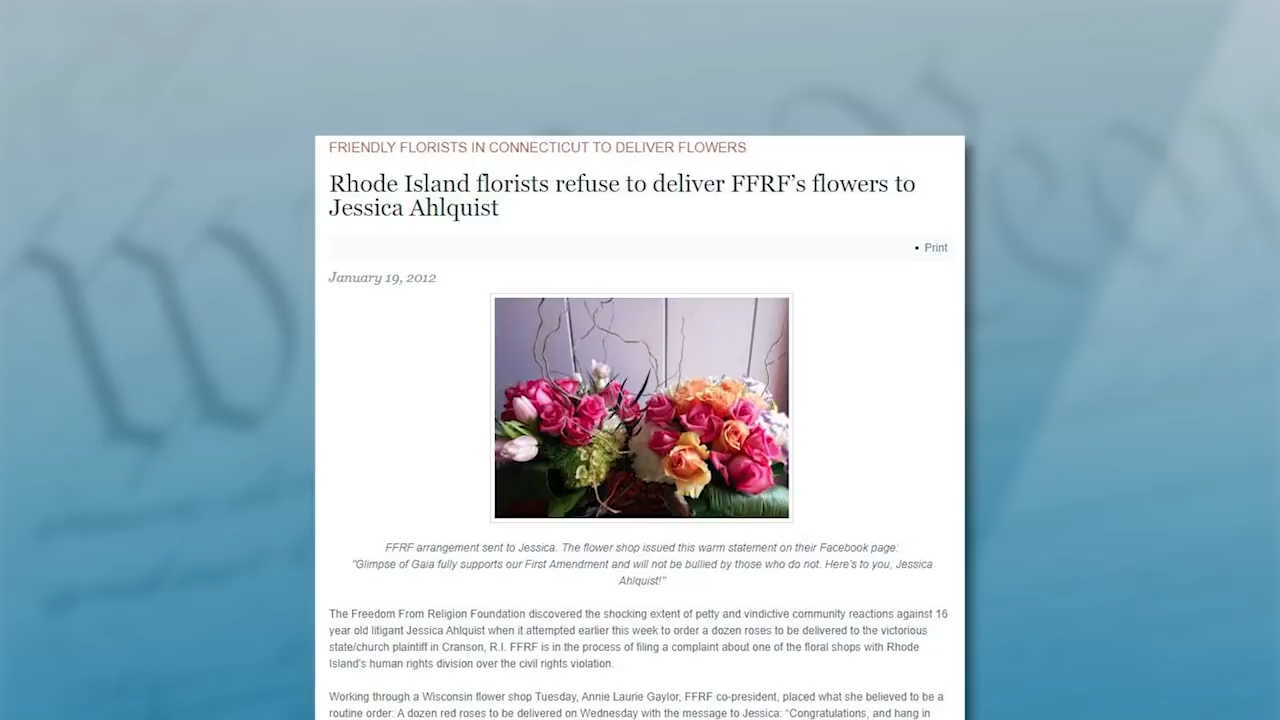 FRIENDLY FLORISTS IN CONNECTICUT TO DELIVER FLOWERS
Rhode Island florists refuse to deliver FFRF’s flowers to
Jessica Ahlquist
• Print
January 19, 2012
FFRF arrangement sent to Jessica. The flower shop issued this warm statement on their Facebook page:
"Glimpse of Gaia fully supports our First Amendment and will not be bullied by those who do not. Here's to you, Jessica
Ahlquist!"
The Freedom From Religion Foundation discovered the shocking extent of petty and vindictive community reactions against 16
year old litigant Jessica Ahlquist when it attempted earlier this week to order a dozen roses to be delivered to the victorious
state/church plaintiff in Cranson, R.I. FFRF is in the process of filing a complaint about one of the floral shops with Rhode
Island’s human rights division over the civil rights violation.
Working through a Wisconsin flower shop Tuesday, Annie Laurie Gaylor, FFRF co-president, placed what she believed to be a
routine order: A dozen red roses to be delivered on Wednesday with the message to Jessica: “Congratulations, and hang in